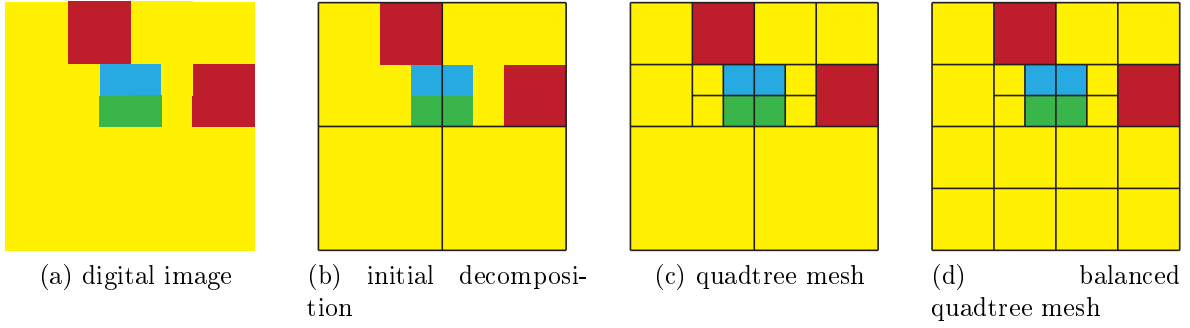 (a) digital image
(b) initial decomposi-
tion
(c) quadtree mesh
(d) balanced
quadtree mesh